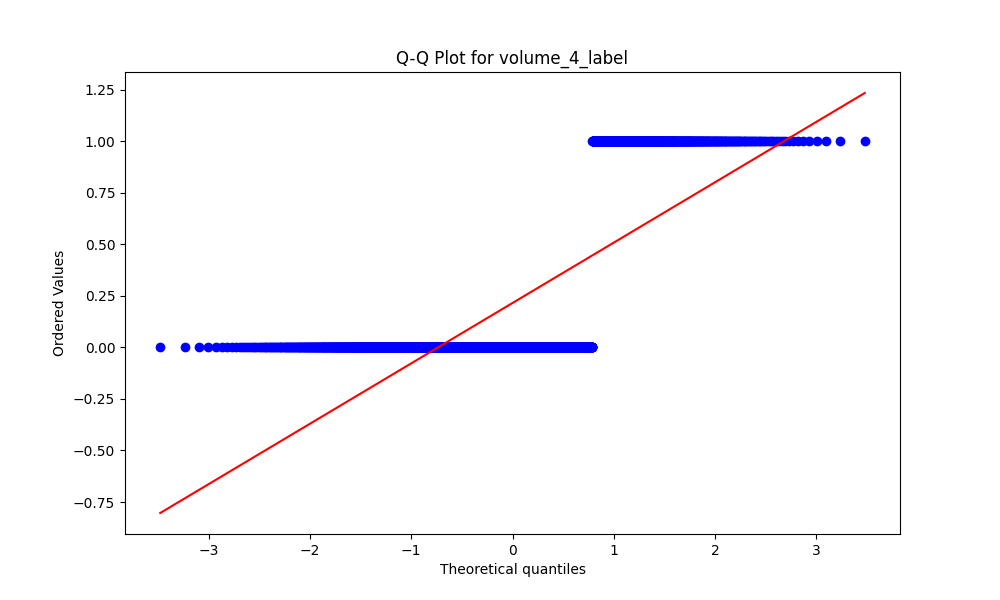 Q-Q Plot for volume_4_label
1.25
1.00
0.75
0.50
0.25
0.00
−0.25
−0.50
−0.75
Ordered Values
−3 −2 −1 0 1 2 3
Theoretical quantiles